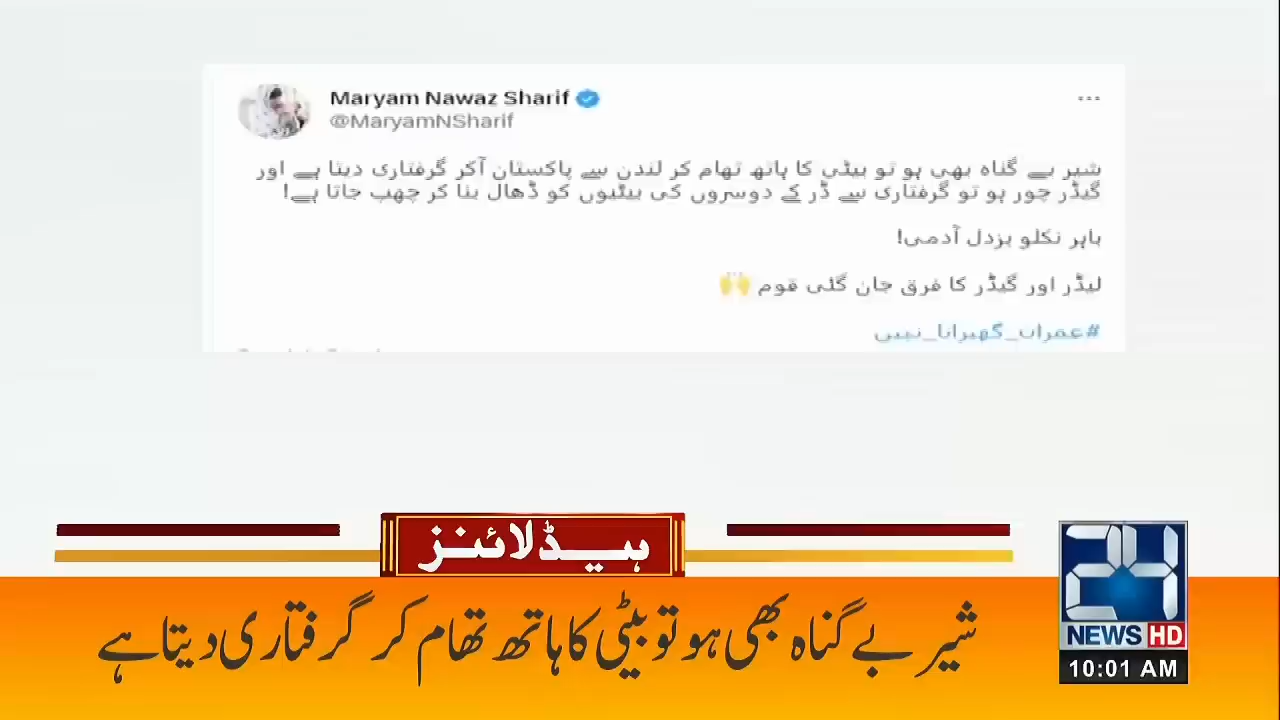 Maryam Nawaz Sharif
@MaryamNSharif
شیر بے گناہ بھی ہو تو بیٹی کا ہاتھ تھام کر لندن سے پاکستان آکر گرفتاری دیتا ہے اور
گیڈر چور ہو تو گرفتاری سے ڈر کے دوسروں کی بیٹیوں کو ڈھال بنا کر چھپ جاتا ہے!
باہر نکلو بزدل آدمی!
لیڈر اور گیڈر کا فرق جان گئی قوم 🙌
#عمران_گھبرانا_نہیں
ہیڈلائنز
شیر بے گناہ بھی ہو تو بیٹی کا ہاتھ تھام کر گرفتاری دیتا ہے
24
NEWS HD
10:01 AM